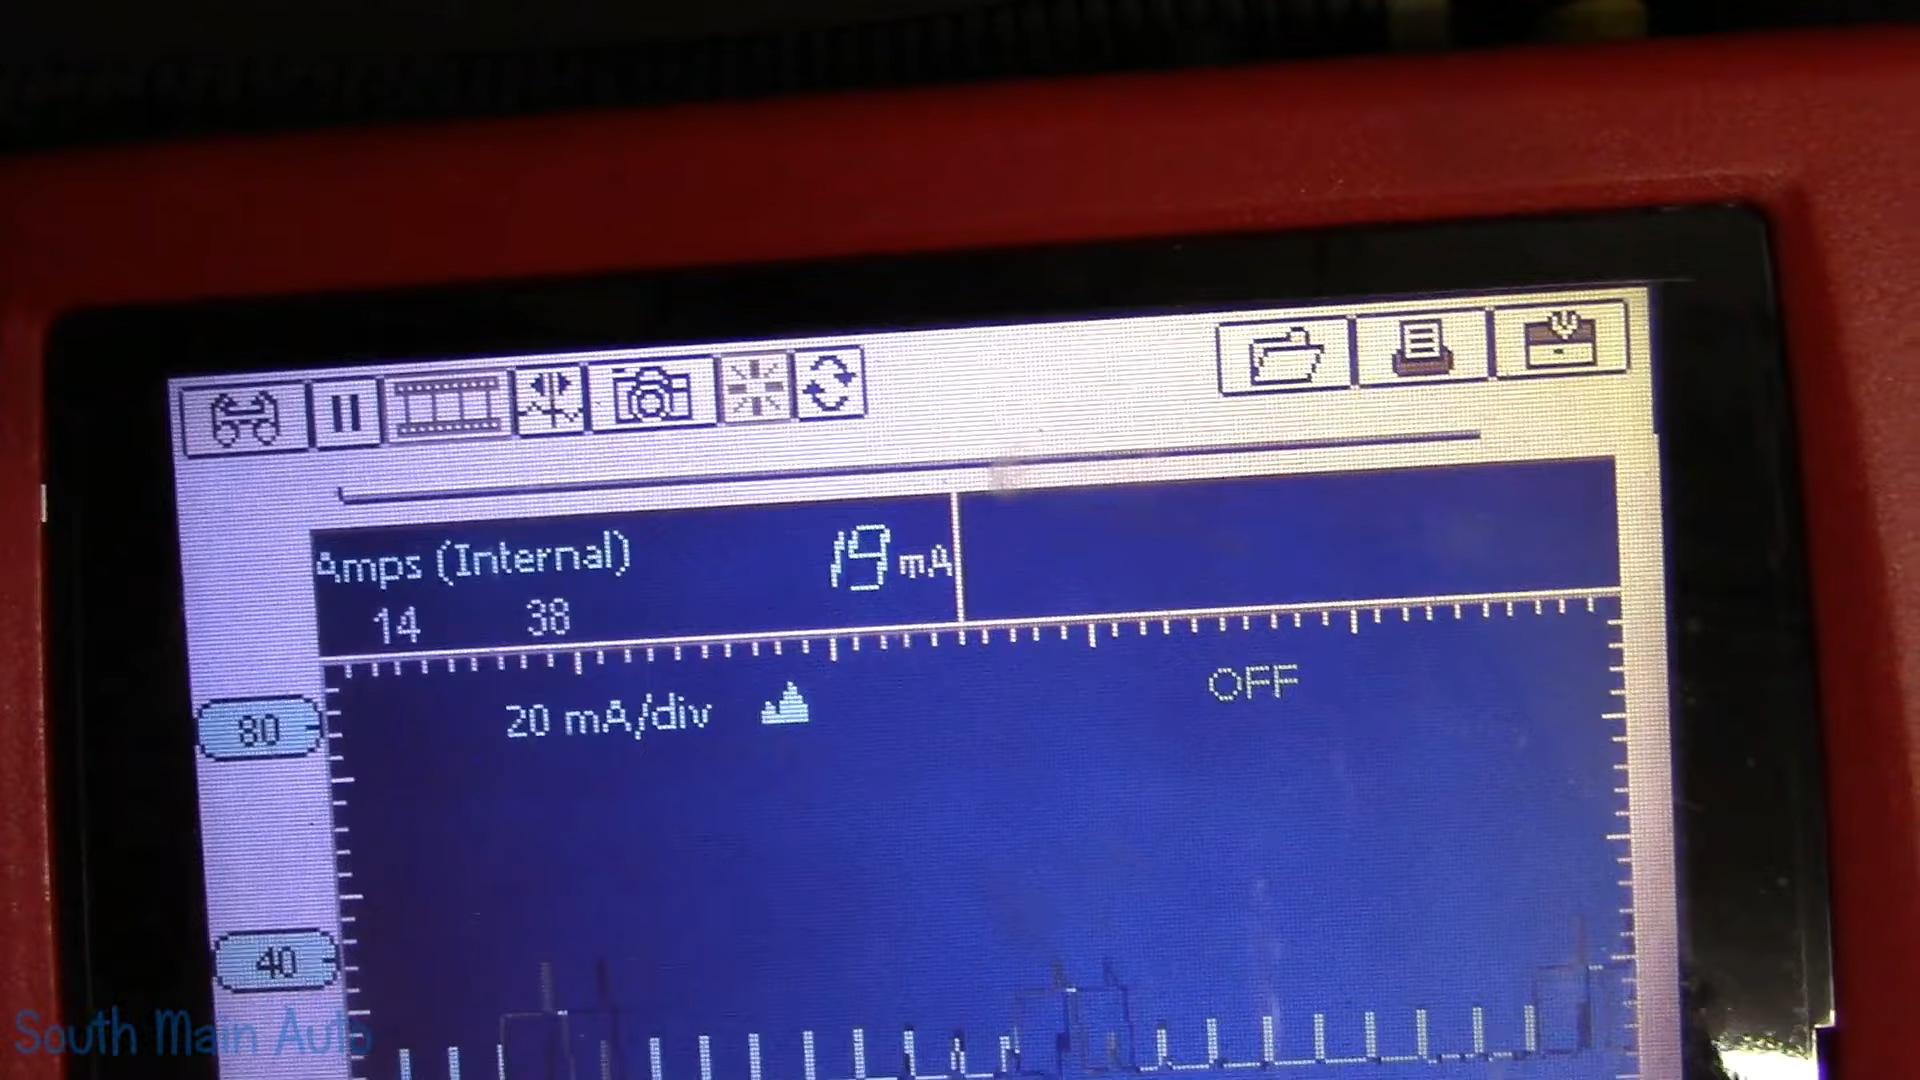 Amps (Internal) 19 mA
14 38
20 mA/div OFF
80
40
South Main Auto